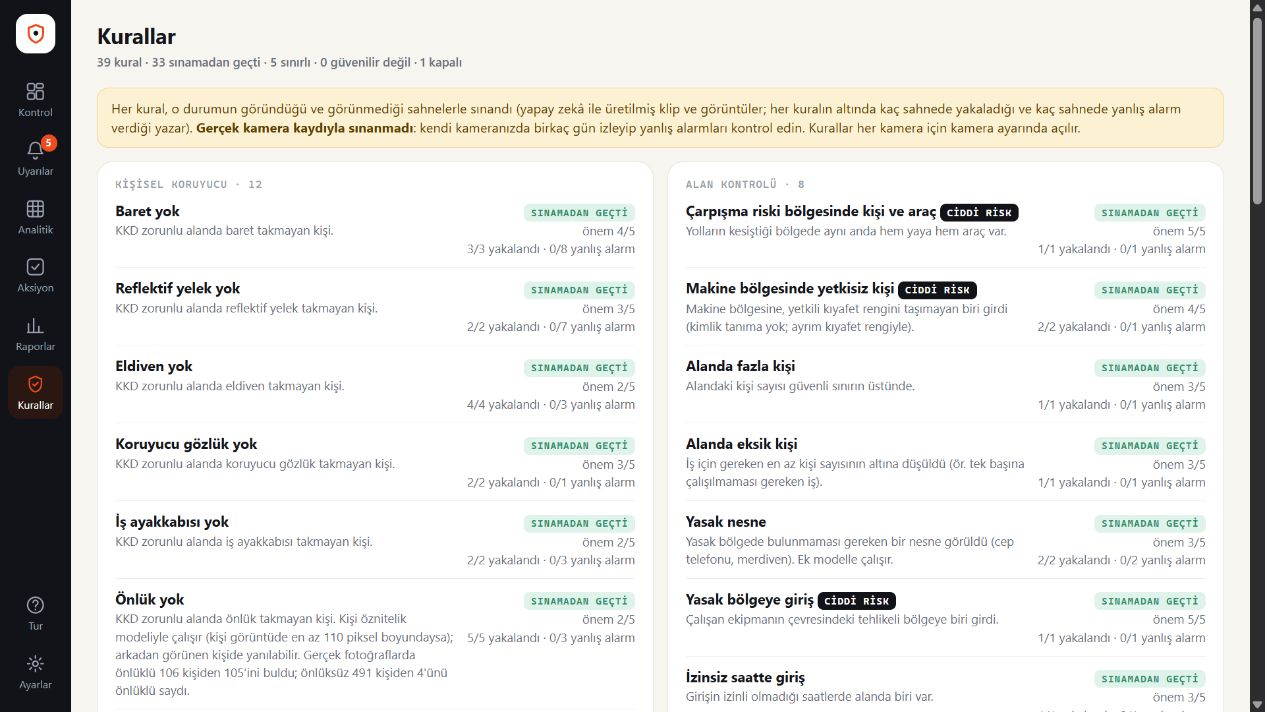 Kontrol
5
Uyarılar
Analitik
Aksiyon
Raporlar
Kurallar
Tur
Ayarlar
Kurallar
39 kural · 33 sınamadan geçti · 5 sınırlı · 0 güvenilir değil · 1 kapalı
Her kural, o durumun göründüğü ve görünmediği sahnelerle sınandı (yapay zekâ ile üretilmiş klip ve görüntüler; her kuralın altında kaç sahnede yakaladığı ve kaç sahnede yanlış alarm
verdiği yazar). Gerçek kamera kaydıyla sınanmadı: kendi kameranızda birkaç gün izleyip yanlış alarmları kontrol edin. Kurallar her kamera için kamera ayarında açılır.
KİŞİSEL KORUYUCU · 12
Baret yok
SINAMADAN GEÇTİ
KKD zorunlu alanda baret takmayan kişi.
önem 4/5
3/3 yakalandı · 0/8 yanlış alarm
Reflektif yelek yok
SINAMADAN GEÇTİ
KKD zorunlu alanda reflektif yelek takmayan kişi.
önem 3/5
2/2 yakalandı · 0/7 yanlış alarm
Eldiven yok
SINAMADAN GEÇTİ
KKD zorunlu alanda eldiven takmayan kişi.
önem 2/5
4/4 yakalandı · 0/3 yanlış alarm
Koruyucu gözlük yok
SINAMADAN GEÇTİ
KKD zorunlu alanda koruyucu gözlük takmayan kişi.
önem 3/5
2/2 yakalandı · 0/1 yanlış alarm
İş ayakkabısı yok
SINAMADAN GEÇTİ
KKD zorunlu alanda iş ayakkabısı takmayan kişi.
önem 2/5
2/2 yakalandı · 0/3 yanlış alarm
Önlük yok
SINAMADAN GEÇTİ
KKD zorunlu alanda önlük takmayan kişi. Kişi öznitelik
modeliyle çalışır (kişi görüntüde en az 110 piksel boyundaysa);
arkadan görünen kişide yanılabilir. Gerçek fotoğraflarda
önlüklü 106 kişiden 105'ini buldu; önlüksüz 491 kişiden 4'ünü
önlüklü saydı.
önem 2/5
5/5 yakalandı · 0/3 yanlış alarm
ALAN KONTROLÜ · 8
Çarpışma riski bölgesinde kişi ve araç CİDDİ RİSK
SINAMADAN GEÇTİ
Yolların kesiştiği bölgede aynı anda hem yaya hem araç var.
önem 5/5
1/1 yakalandı · 0/1 yanlış alarm
Makine bölgesinde yetkisiz kişi CİDDİ RİSK
SINAMADAN GEÇTİ
Makine bölgesine, yetkili kıyafet rengini taşımayan biri girdi
(kimlik tanıma yok; ayrım kıyafet rengiyle).
önem 4/5
2/2 yakalandı · 0/1 yanlış alarm
Alanda fazla kişi
SINAMADAN GEÇTİ
Alandaki kişi sayısı güvenli sınırın üstünde.
önem 3/5
1/1 yakalandı · 0/1 yanlış alarm
Alanda eksik kişi
SINAMADAN GEÇTİ
İş için gereken en az kişi sayısının altına düşüldü (ör. tek başına
çalışılmaması gereken iş).
önem 3/5
1/1 yakalandı · 0/1 yanlış alarm
Yasak nesne
SINAMADAN GEÇTİ
Yasak bölgede bulunmaması gereken bir nesne görüldü (cep
telefonu, merdiven). Ek modelle çalışır.
önem 3/5
2/2 yakalandı · 0/2 yanlış alarm
Yasak bölgeye giriş CİDDİ RİSK
SINAMADAN GEÇTİ
Çalışan ekipmanın çevresindeki tehlikeli bölgeye biri girdi.
önem 5/5
1/1 yakalandı · 0/1 yanlış alarm
İzinsiz saatte giriş
SINAMADAN GEÇTİ
Girişin izinli olmadığı saatlerde alanda biri var.
önem 3/5